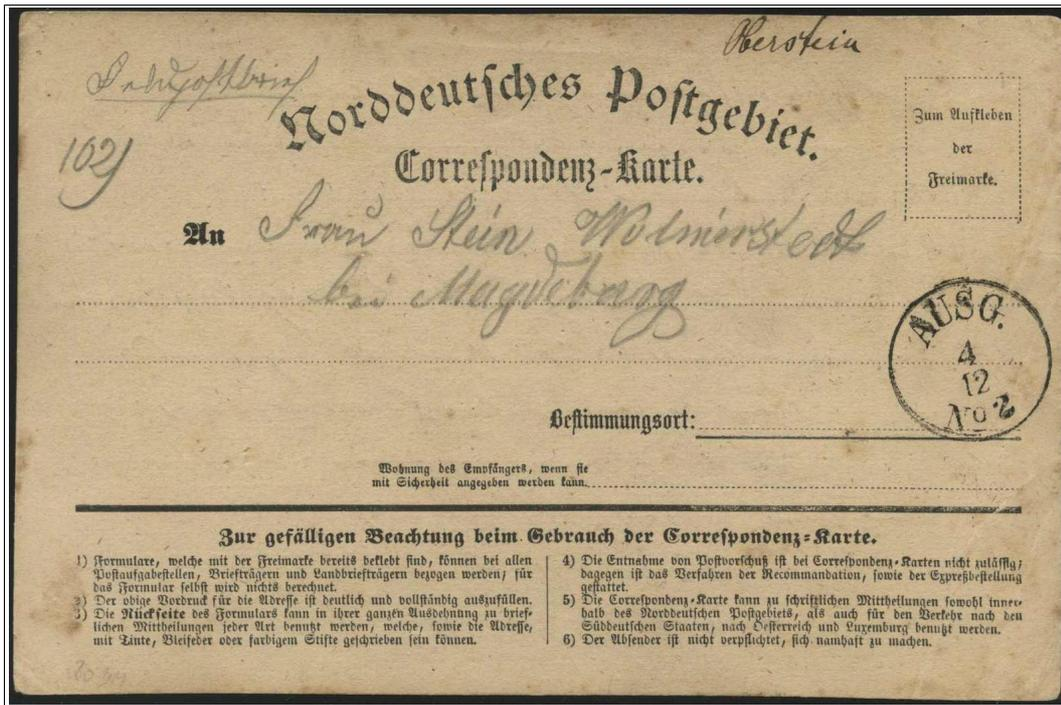 Oberstein
Feldpostbrief
Norddeutsches Postgebiet.
Zum Aufkleben
der
Freimarke.
102)
Correspondenz-Karte.
An Frau Stein Wolmirstedt
bei Magdeburg
AUSG.
4
12
No 2
Bestimmungsort:
Wohnung des Empfängers, wenn sie
mit Sicherheit angegeben werden kann.
Zur gefälligen Beachtung beim Gebrauch der Correspondenz-Karte.
1) Formulare, welche mit der Freimarke bereits beklebt sind, können bei allen
Postaufgabestellen, Briefträgern und Landbriefträgern bezogen werden; für
das Formular selbst wird nichts berechnet.
2) Der obige Vordruck für die Adresse ist deutlich und vollständig auszufüllen.
3) Die Rückseite des Formulars kann in ihrer ganzen Ausdehnung zu brief-
lichen Mittheilungen jeder Art benutzt werden, welche, sowie die Adresse,
mit Tinte, Bleifeder oder farbigem Stifte geschrieben sein können.
4) Die Entnahme von Postvorschuß ist bei Correspondenz-Karten nicht zulässig;
dagegen ist das Verfahren der Recommandation, sowie der Expreßbestellung
gestattet.
5) Die Correspondenz-Karte kann zu schriftlichen Mittheilungen sowohl inner-
halb des Norddeutschen Postgebiets, als auch für den Verkehr nach den
Süddeutschen Staaten, nach Oesterreich und Luxemburg benutzt werden.
6) Der Absender ist nicht verpflichtet, sich namhaft zu machen.